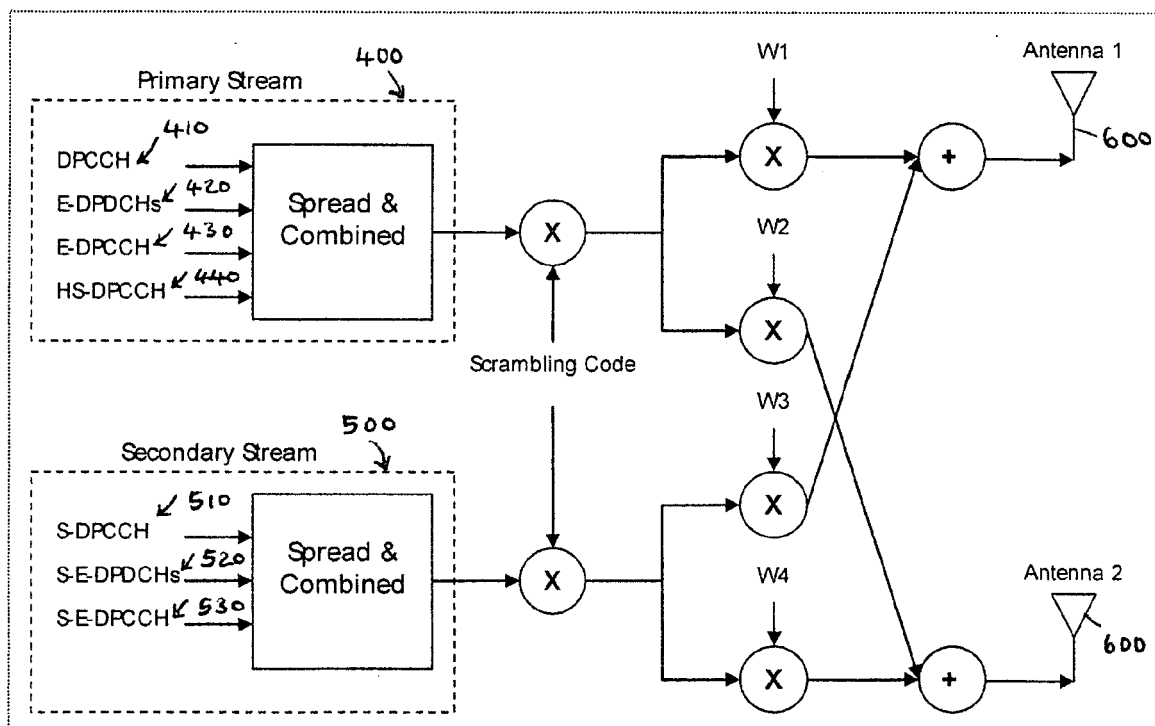 Primary Stream
400
DPCCH
410
E-DPDCHs
420
E-DPCCH
430
HS-DPCCH
440
Spread &
Combined
X
Scrambling Code
Secondary Stream
500
S-DPCCH
510
S-E-DPDCHs
520
S-E-DPCCH
530
Spread &
Combined
X
W1
X
W2
X
W3
X
W4
X
+
Antenna 1
600
+
Antenna 2
600